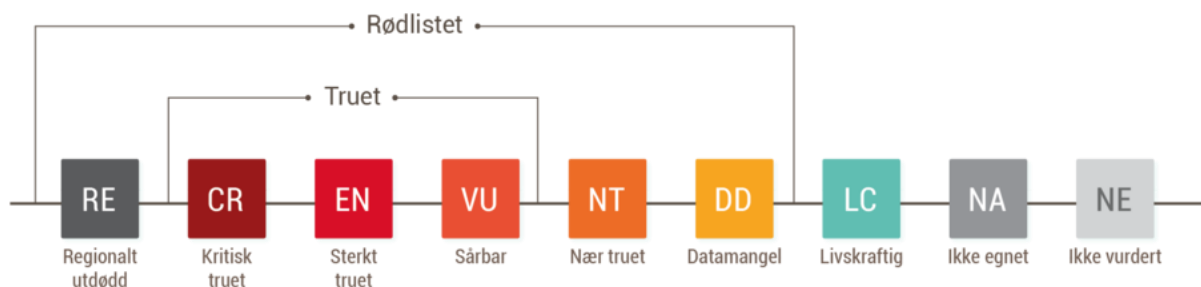 Rødlistet
Truet
RE
CR
EN
VU
NT
DD
LC
NA
NE
Regionalt
utdødd
Kritisk
truet
Sterkt
truet
Sårbar
Nær truet
Datamangel
Livskraftig
Ikke egnet
Ikke vurdert